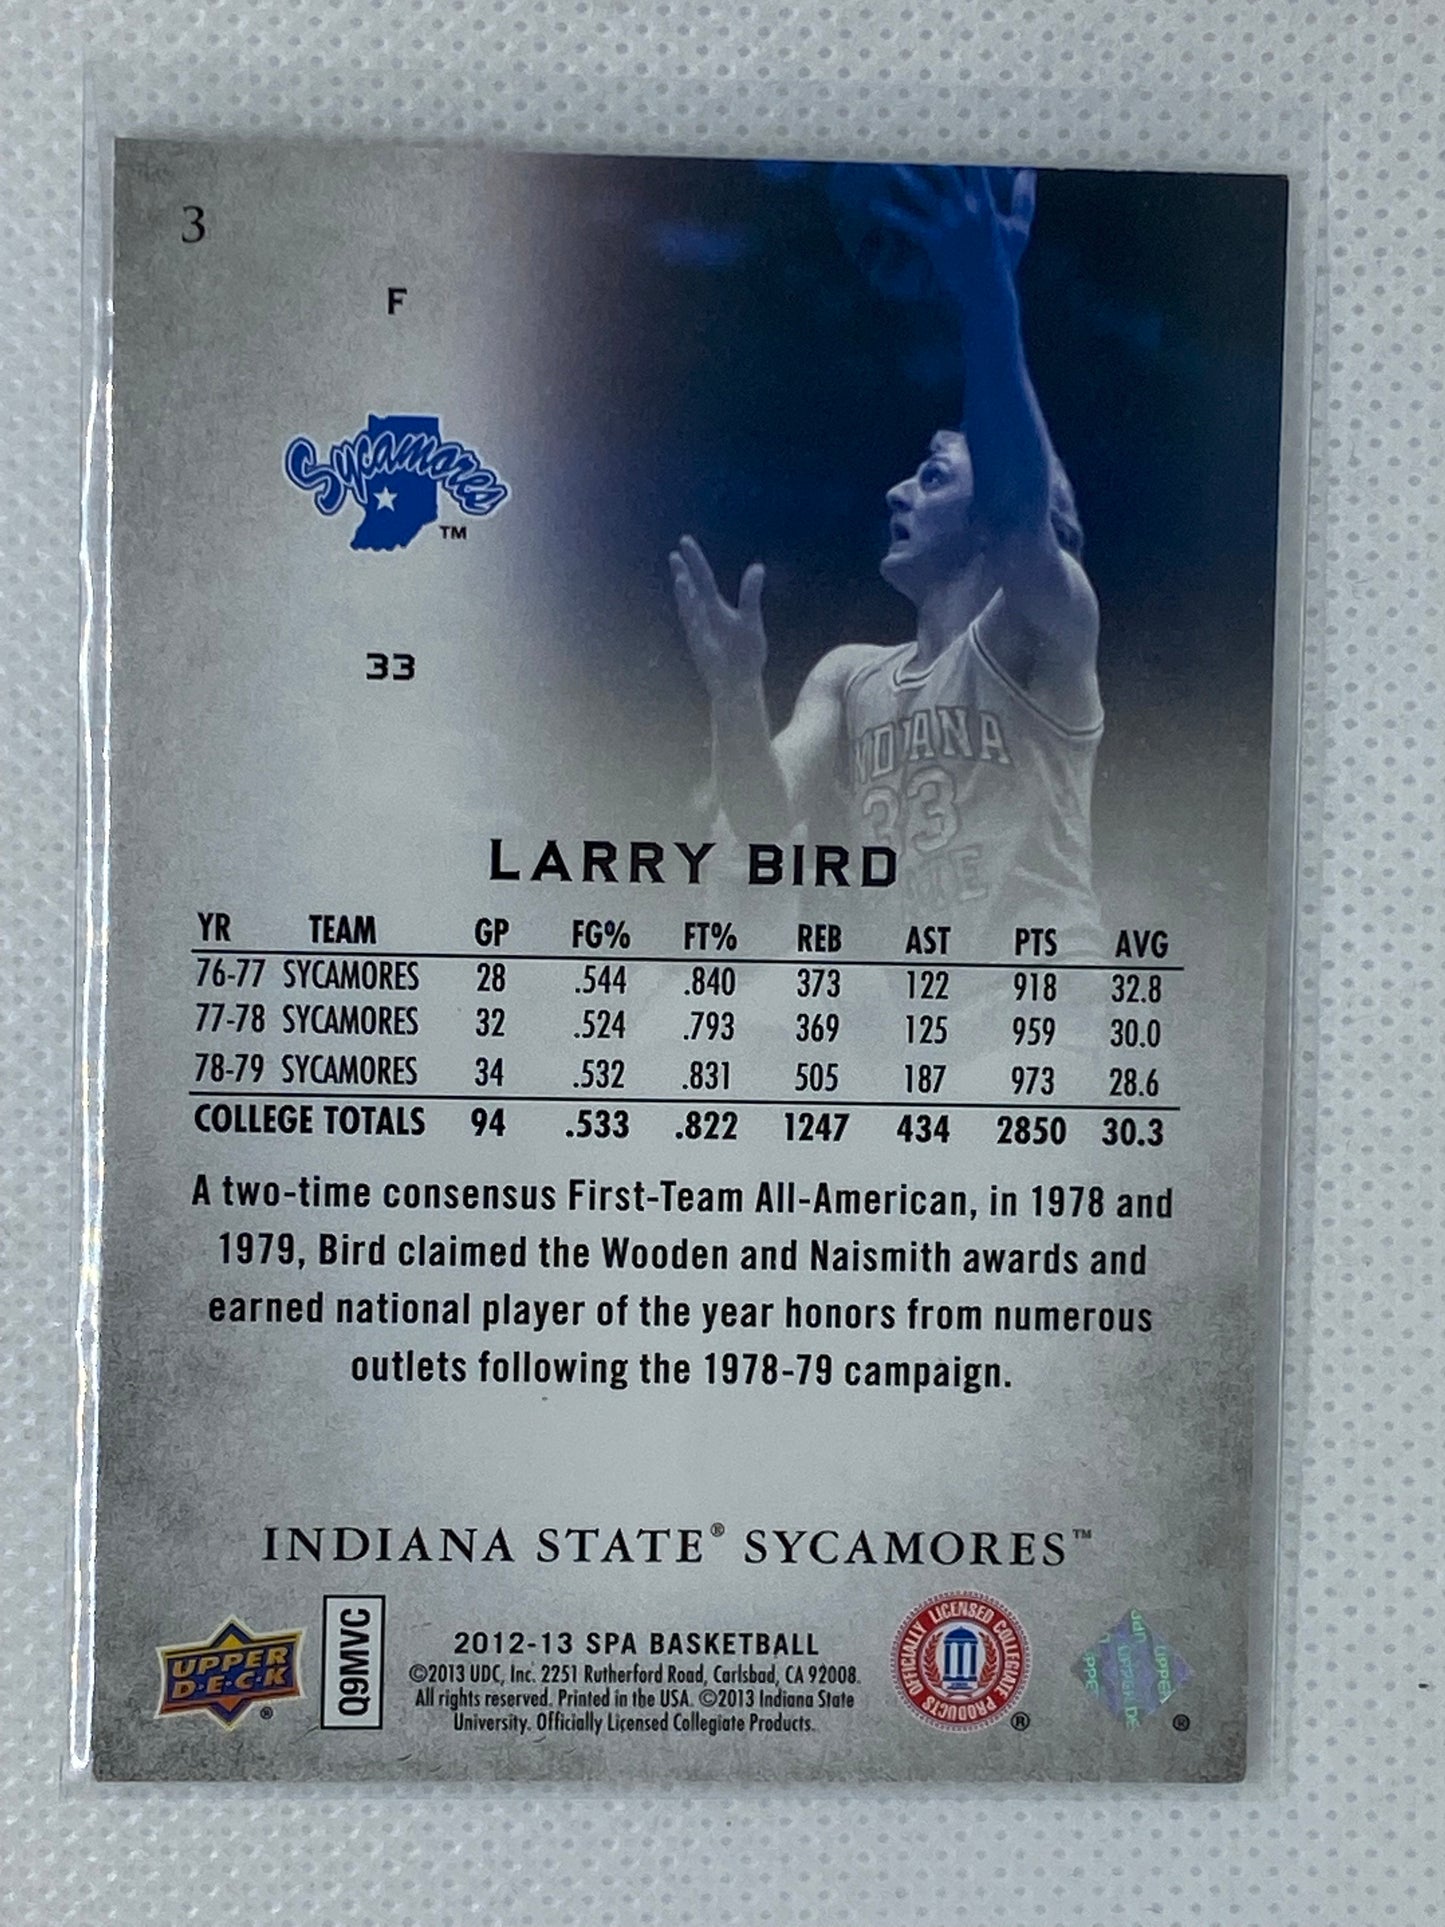 3
F
Sycamores
TM
33
INDIANA
33
LARRY BIRD
YR TEAM GP FG% FT% REB AST PTS AVG
76-77 SYCAMORES 28 .544 .840 373 122 918 32.8
77-78 SYCAMORES 32 .524 .793 369 125 959 30.0
78-79 SYCAMORES 34 .532 .831 505 187 973 28.6
COLLEGE TOTALS 94 .533 .822 1247 434 2850 30.3
A two-time consensus First-Team All-American, in 1978 and
1979, Bird claimed the Wooden and Naismith awards and
earned national player of the year honors from numerous
outlets following the 1978-79 campaign.
INDIANA STATE® SYCAMORES™
UPPER
D·E·C·K
®
Q9MVC
2012-13 SPA BASKETBALL
©2013 UDC, Inc. 2251 Rutherford Road, Carlsbad, CA 92008.
All rights reserved. Printed in the USA. ©2013 Indiana State
University. Officially Licensed Collegiate Products.
OFFICIALLY LICENSED COLLEGIATE PRODUCTS
®
UPPER
®